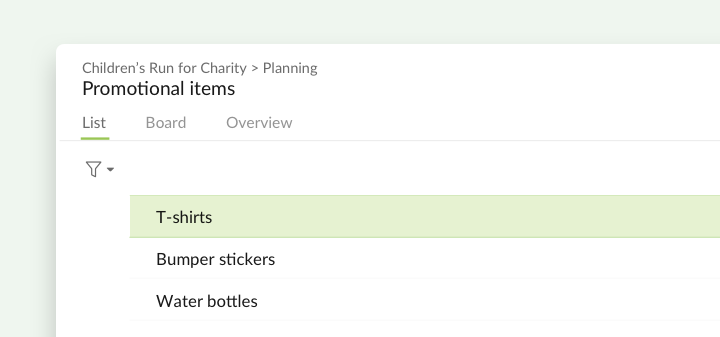 Children’s Run for Charity > Planning
Promotional items
List Board Overview
T-shirts
Bumper stickers
Water bottles